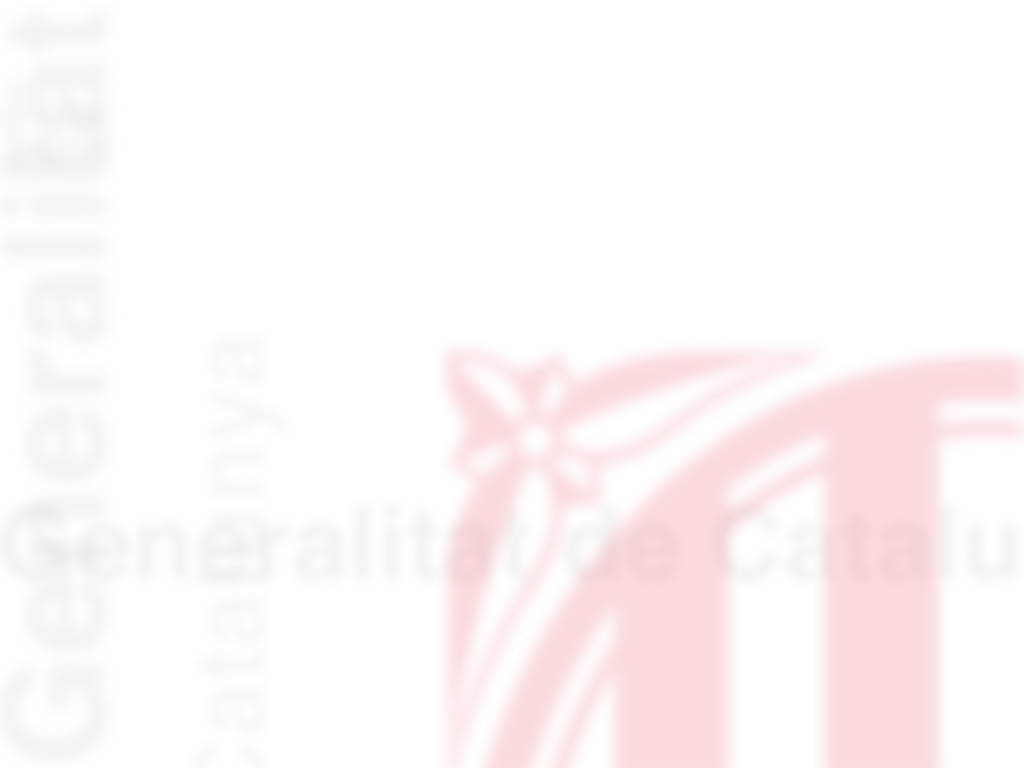 Generalitat
Catalunya
Generalitat de Catalu